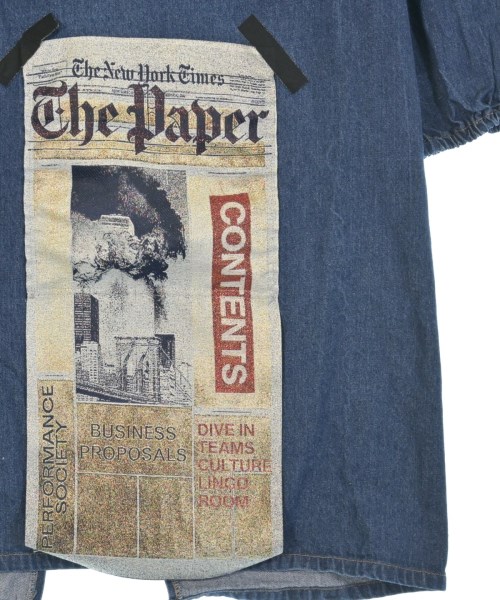 The New York Times
The Paper
CONTENTS
PERFORMANCE
SOCIETY
BUSINESS
PROPOSALS
DIVE IN
TEAMS
CULTURE
LINGO
ROOM